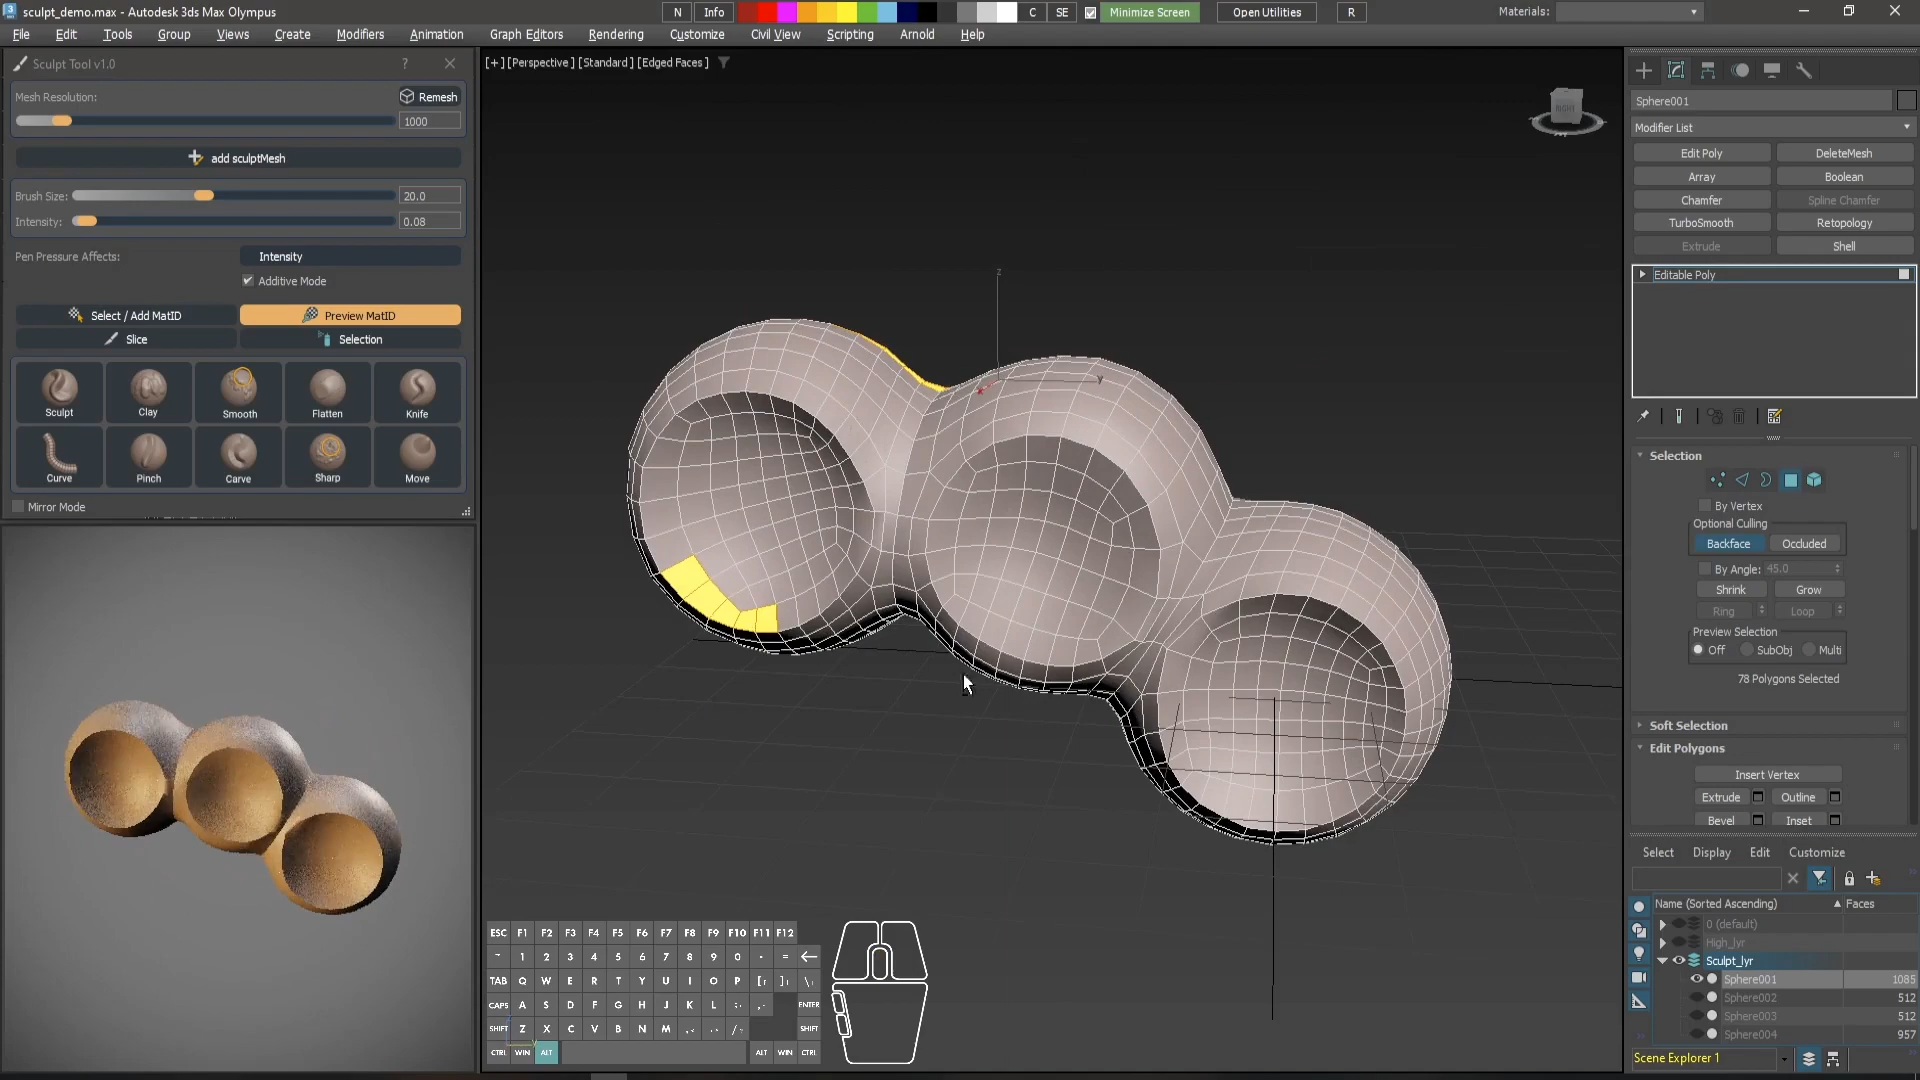 sculpt_demo.max - Autodesk 3ds Max Olympus
N Info C SE Minimize Screen Open Utilities R Materials:
File Edit Tools Group Views Create Modifiers Animation Graph Editors Rendering Customize Civil View Scripting Arnold Help
Sculpt Tool v1.0 ?
Mesh Resolution: Remesh
1000
add sculptMesh
Brush Size: 20.0
Intensity: 0.08
Pen Pressure Affects: Intensity
Additive Mode
Select / Add MatID Preview MatID
Slice Selection
Sculpt Clay Smooth Flatten Knife
Curve Pinch Carve Sharp Move
Mirror Mode
[+] [Perspective] [Standard] [Edged Faces]
z
x
y
RIGHT
ESC F1 F2 F3 F4 F5 F6 F7 F8 F9 F10 F11 F12
~ 1 2 3 4 5 6 7 8 9 0 - =
TAB Q W E R T Y U I O P
CAPS A S D F G H J K L ENTER
SHIFT Z X C V B N M SHIFT
CTRL WIN ALT ALT WIN CTRL
Sphere001
Modifier List
Edit Poly DeleteMesh
Array Boolean
Chamfer Spline Chamfer
TurboSmooth Retopology
Extrude Shell
Editable Poly
Selection
By Vertex
Optional Culling
Backface Occluded
By Angle: 45.0
Shrink Grow
Ring Loop
Preview Selection
Off SubObj Multi
78 Polygons Selected
Soft Selection
Edit Polygons
Insert Vertex
Extrude Outline
Bevel Inset
Select Display Edit Customize
Name (Sorted Ascending) Faces
0 (default)
High_lyr
Sculpt_lyr
Sphere001 1085
Sphere002 512
Sphere003 512
Sphere004 957
Scene Explorer 1